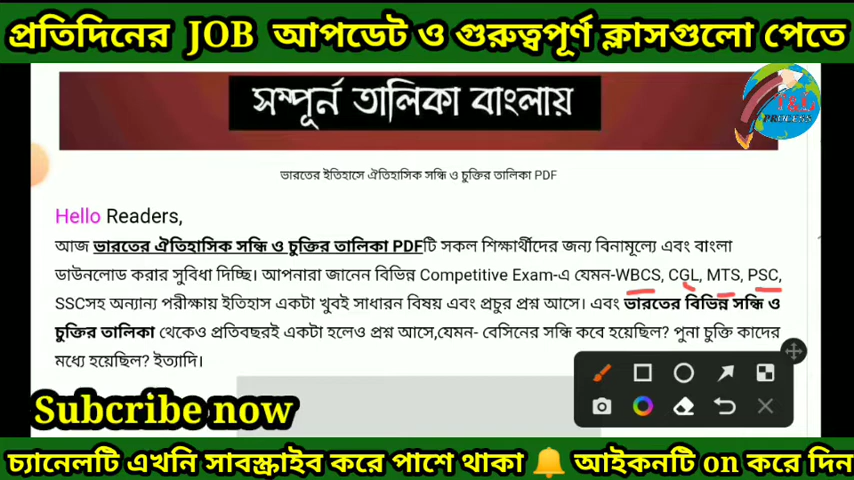 প্রতিদিনের JOB আপডেট ও গুরুত্বপূর্ণ ক্লাসগুলো পেতে
সম্পূর্ন তালিকা বাংলায়
T&L
PROCESS
ভারতের ইতিহাসে ঐতিহাসিক সন্ধি ও চুক্তির তালিকা PDF
Hello Readers,
আজ ভারতের ঐতিহাসিক সন্ধি ও চুক্তির তালিকা PDFটি সকল শিক্ষার্থীদের জন্য বিনামূল্যে এবং বাংলা
ডাউনলোড করার সুবিধা দিচ্ছি। আপনারা জানেন বিভিন্ন Competitive Exam-এ যেমন-WBCS, CGL, MTS, PSC,
SSCসহ অন্যান্য পরীক্ষায় ইতিহাস একটা খুবই সাধারন বিষয় এবং প্রচুর প্রশ্ন আসে। এবং ভারতের বিভিন্ন সন্ধি ও
চুক্তির তালিকা থেকেও প্রতিবছরই একটা হলেও প্রশ্ন আসে,যেমন- বেসিনের সন্ধি কবে হয়েছিল? পুনা চুক্তি কাদের
মধ্যে হয়েছিল? ইত্যাদি।
Subcribe now
চ্যানেলটি এখনি সাবস্ক্রাইব করে পাশে থাকা 🔔 আইকনটি on করে দিন